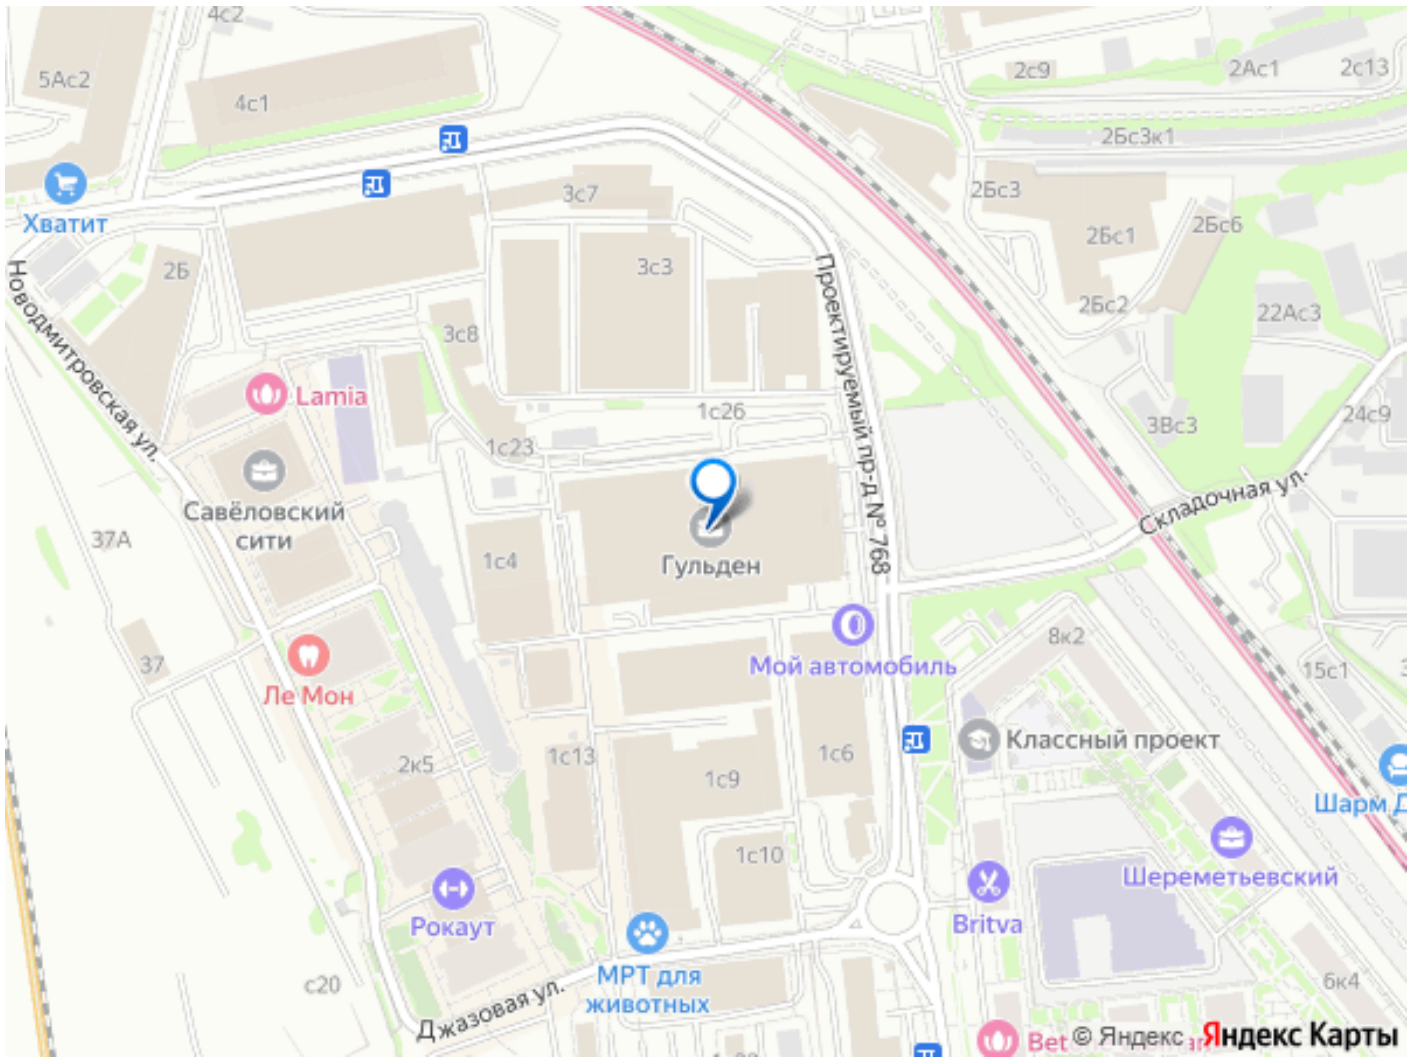 4с2
5Ас2
4с1
2с9
2Ас1
2с13
2Бс3к1
Хватит
3с7
2Бс3
2Бс1
2Бс6
2Б
3с3
2Бс2
22Ас3
Новодмитровская ул.
Проектируемый пр-д № 768
3с8
Lamia
1с26
3Вс3
24с9
1с23
Савёловский
сити
Складочная ул.
37А
1с4
Гульден
37
Ле Мон
Мой автомобиль
8к2
15с1
2к5
1с13
1с9
1с6
Классный проект
Шарм Д
1с10
Шереметьевский
Рокаут
Britva
МРТ для
животных
с20
6к4
Джазовая ул.
Bet
© Яндекс
Яндекс Карты